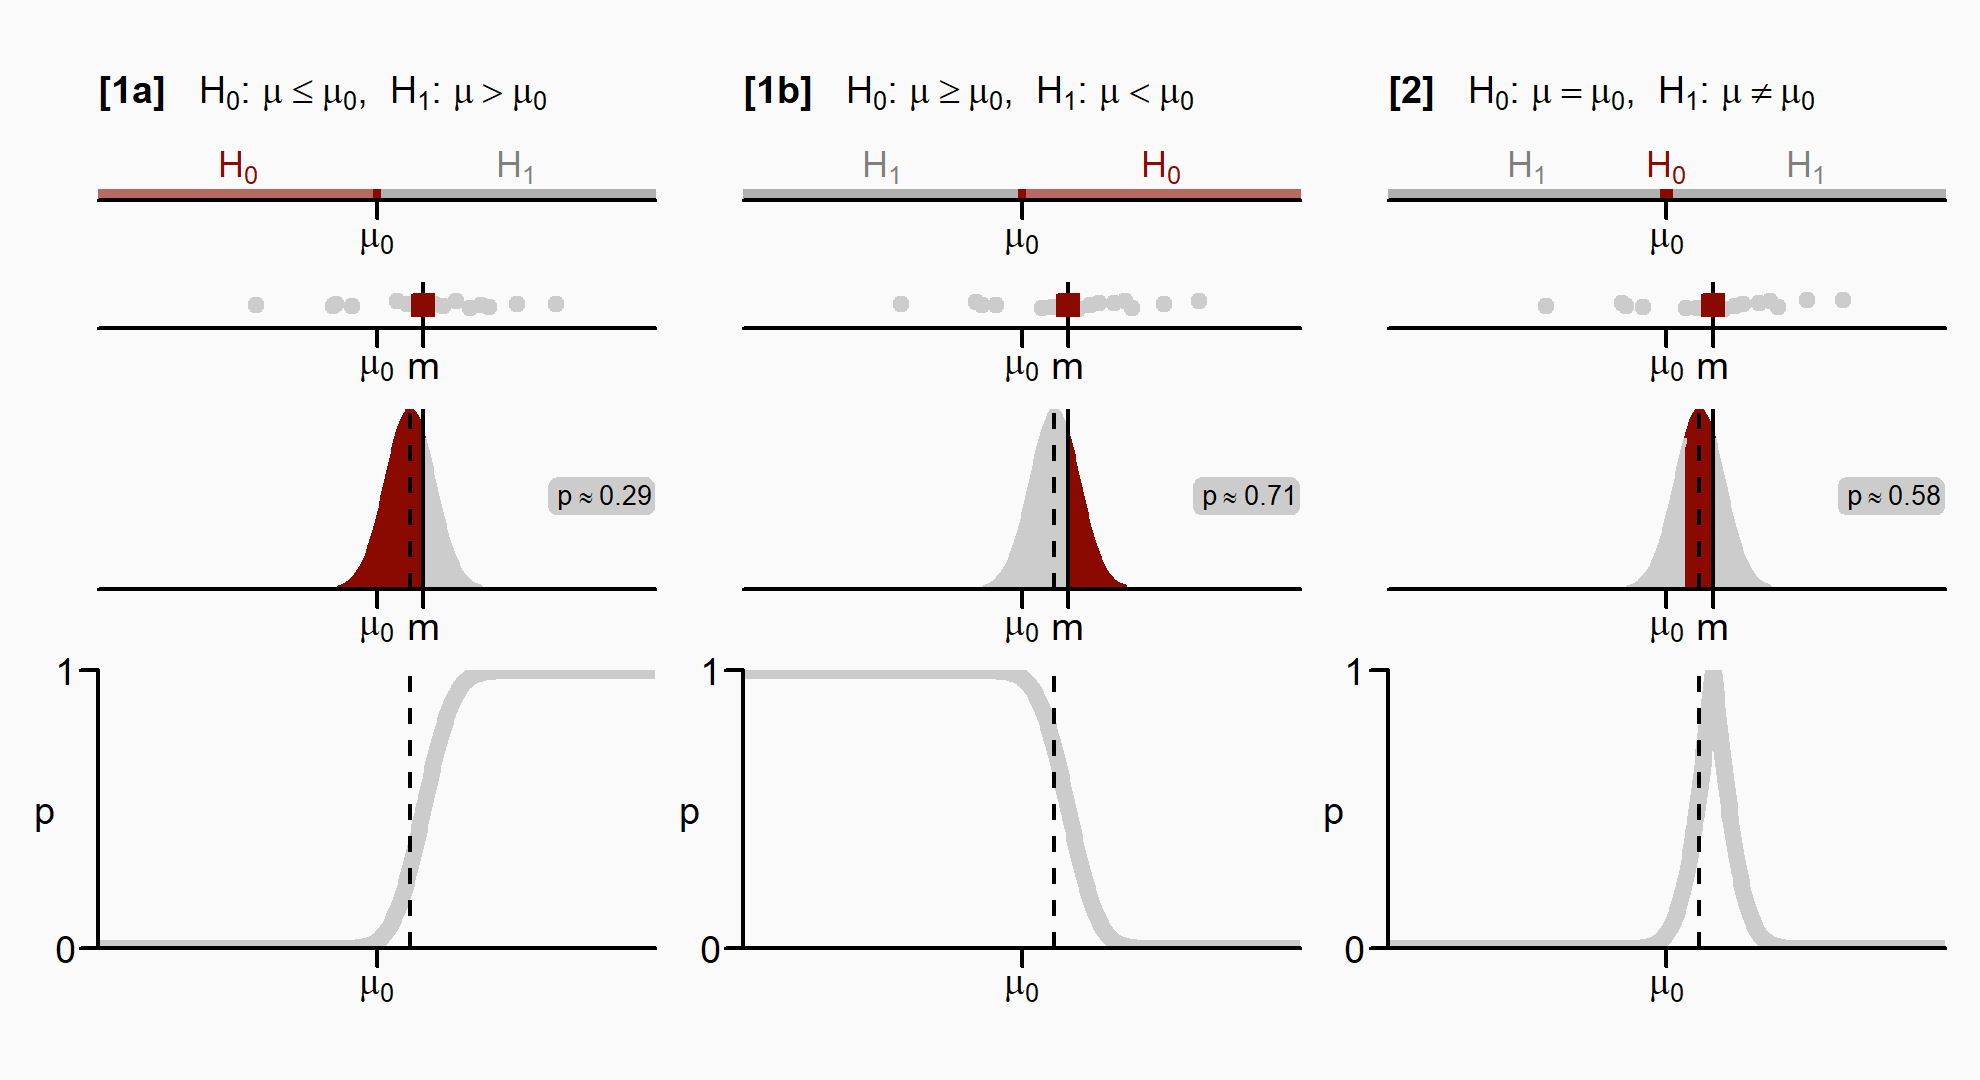 [1a] H₀: μ ≤ μ₀, H₁: μ > μ₀
H₀ H₁
μ₀
μ₀ m
p ≈ 0.29
μ₀ m
1
p
0
μ₀
[1b] H₀: μ ≥ μ₀, H₁: μ < μ₀
H₁ H₀
μ₀
μ₀ m
p ≈ 0.71
μ₀ m
1
p
0
μ₀
[2] H₀: μ = μ₀, H₁: μ ≠ μ₀
H₁ H₀ H₁
μ₀
μ₀ m
p ≈ 0.58
μ₀ m
1
p
0
μ₀